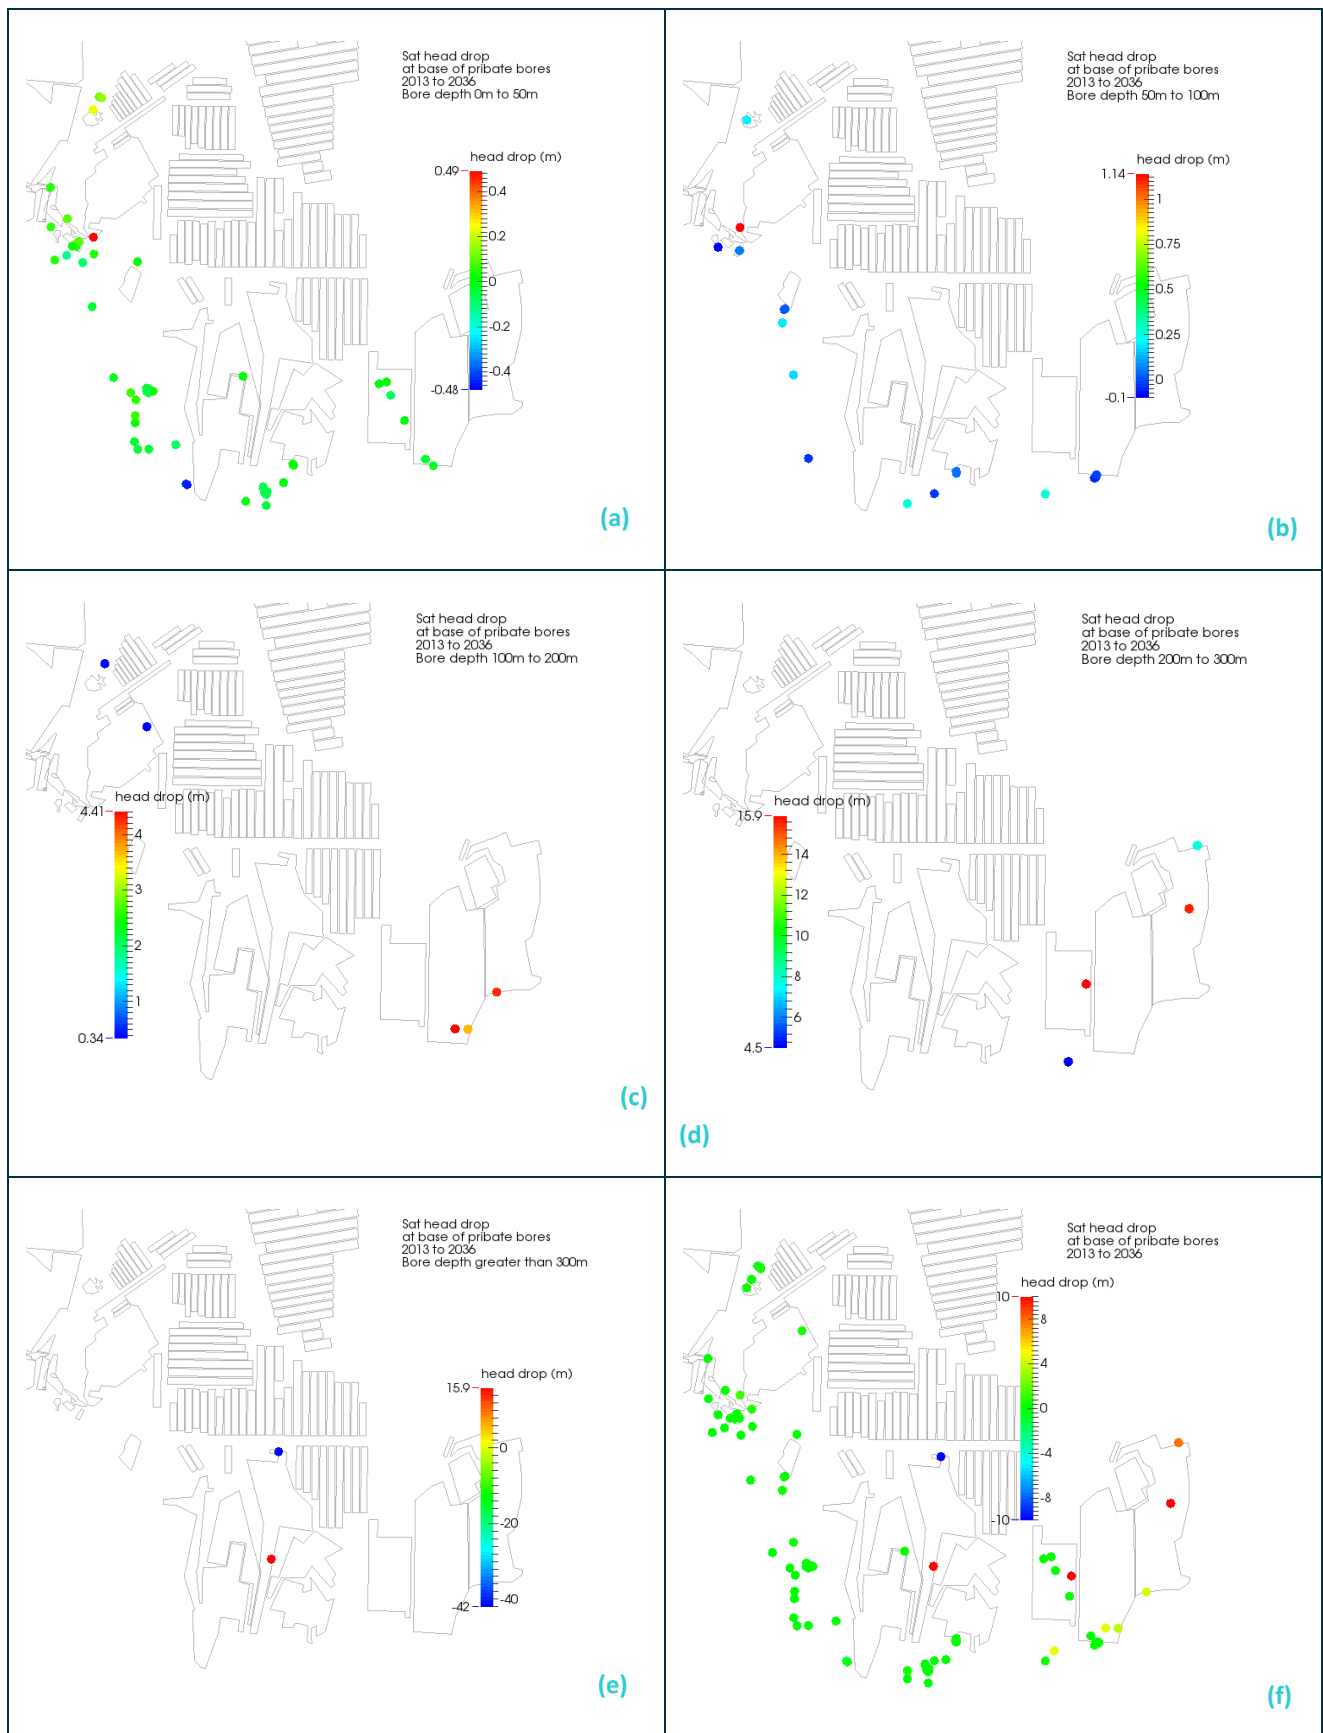 Sat head drop
at base of pribate bores
2013 to 2036
Bore depth 0m to 50m
head drop (m)
0.49
0.4
0.2
0
-0.2
-0.4
-0.48
(a)
Sat head drop
at base of pribate bores
2013 to 2036
Bore depth 50m to 100m
head drop (m)
1.14
1
0.75
0.5
0.25
0
-0.1
(b)
Sat head drop
at base of pribate bores
2013 to 2036
Bore depth 100m to 200m
head drop (m)
4.41
4
3
2
1
0.34
(c)
Sat head drop
at base of pribate bores
2013 to 2036
Bore depth 200m to 300m
head drop (m)
15.9
14
12
10
8
6
4.5
(d)
Sat head drop
at base of pribate bores
2013 to 2036
Bore depth greater than 300m
head drop (m)
15.9
0
-20
-40
-42
(e)
Sat head drop
at base of pribate bores
2013 to 2036
head drop (m)
10
8
4
0
-4
-8
-10
(f)